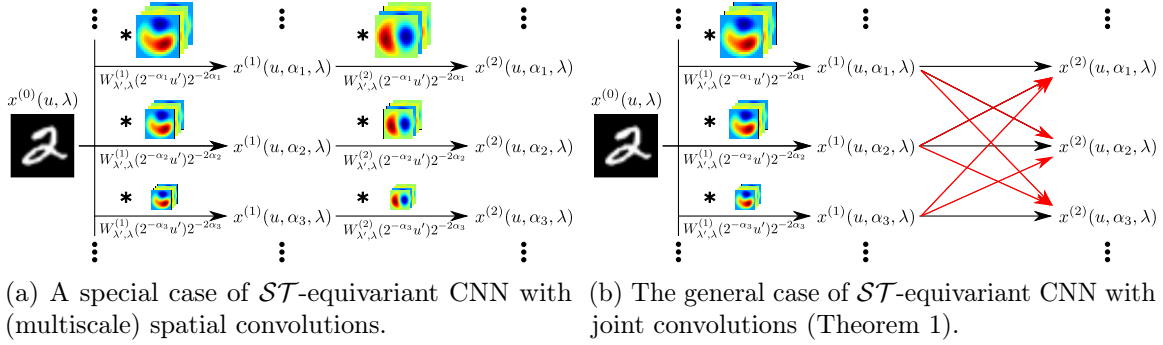 * * *
W^{(1)}_{λ',λ}(2^{-α_1}u')2^{-2α_1} x^{(1)}(u, α_1, λ) W^{(2)}_{λ',λ}(2^{-α_1}u')2^{-2α_1} x^{(2)}(u, α_1, λ) W^{(1)}_{λ',λ}(2^{-α_1}u')2^{-2α_1} x^{(1)}(u, α_1, λ) x^{(2)}(u, α_1, λ)
x^{(0)}(u, λ) x^{(0)}(u, λ)
* * *
2 2
W^{(1)}_{λ',λ}(2^{-α_2}u')2^{-2α_2} x^{(1)}(u, α_2, λ) W^{(2)}_{λ',λ}(2^{-α_2}u')2^{-2α_2} x^{(2)}(u, α_2, λ) W^{(1)}_{λ',λ}(2^{-α_2}u')2^{-2α_2} x^{(1)}(u, α_2, λ) x^{(2)}(u, α_2, λ)
* * *
W^{(1)}_{λ',λ}(2^{-α_3}u')2^{-2α_3} x^{(1)}(u, α_3, λ) W^{(2)}_{λ',λ}(2^{-α_3}u')2^{-2α_3} x^{(2)}(u, α_3, λ) W^{(1)}_{λ',λ}(2^{-α_3}u')2^{-2α_3} x^{(1)}(u, α_3, λ) x^{(2)}(u, α_3, λ)
(a) A special case of 𝒮𝒯-equivariant CNN with
(multiscale) spatial convolutions.
(b) The general case of 𝒮𝒯-equivariant CNN with
joint convolutions (Theorem 1).